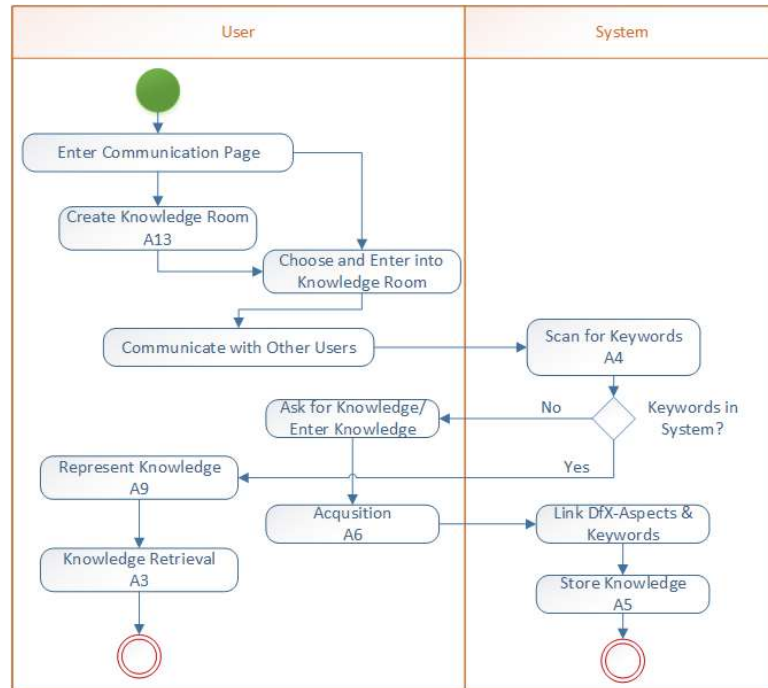 User
System
Enter Communication Page
Create Knowledge Room
A13
Choose and Enter into
Knowledge Room
Communicate with Other Users
Scan for Keywords
A4
Ask for Knowledge/
Enter Knowledge
No
Keywords in
System?
Represent Knowledge
A9
Yes
Acqusition
A6
Link DfX-Aspects &
Keywords
Knowledge Retrieval
A3
Store Knowledge
A5